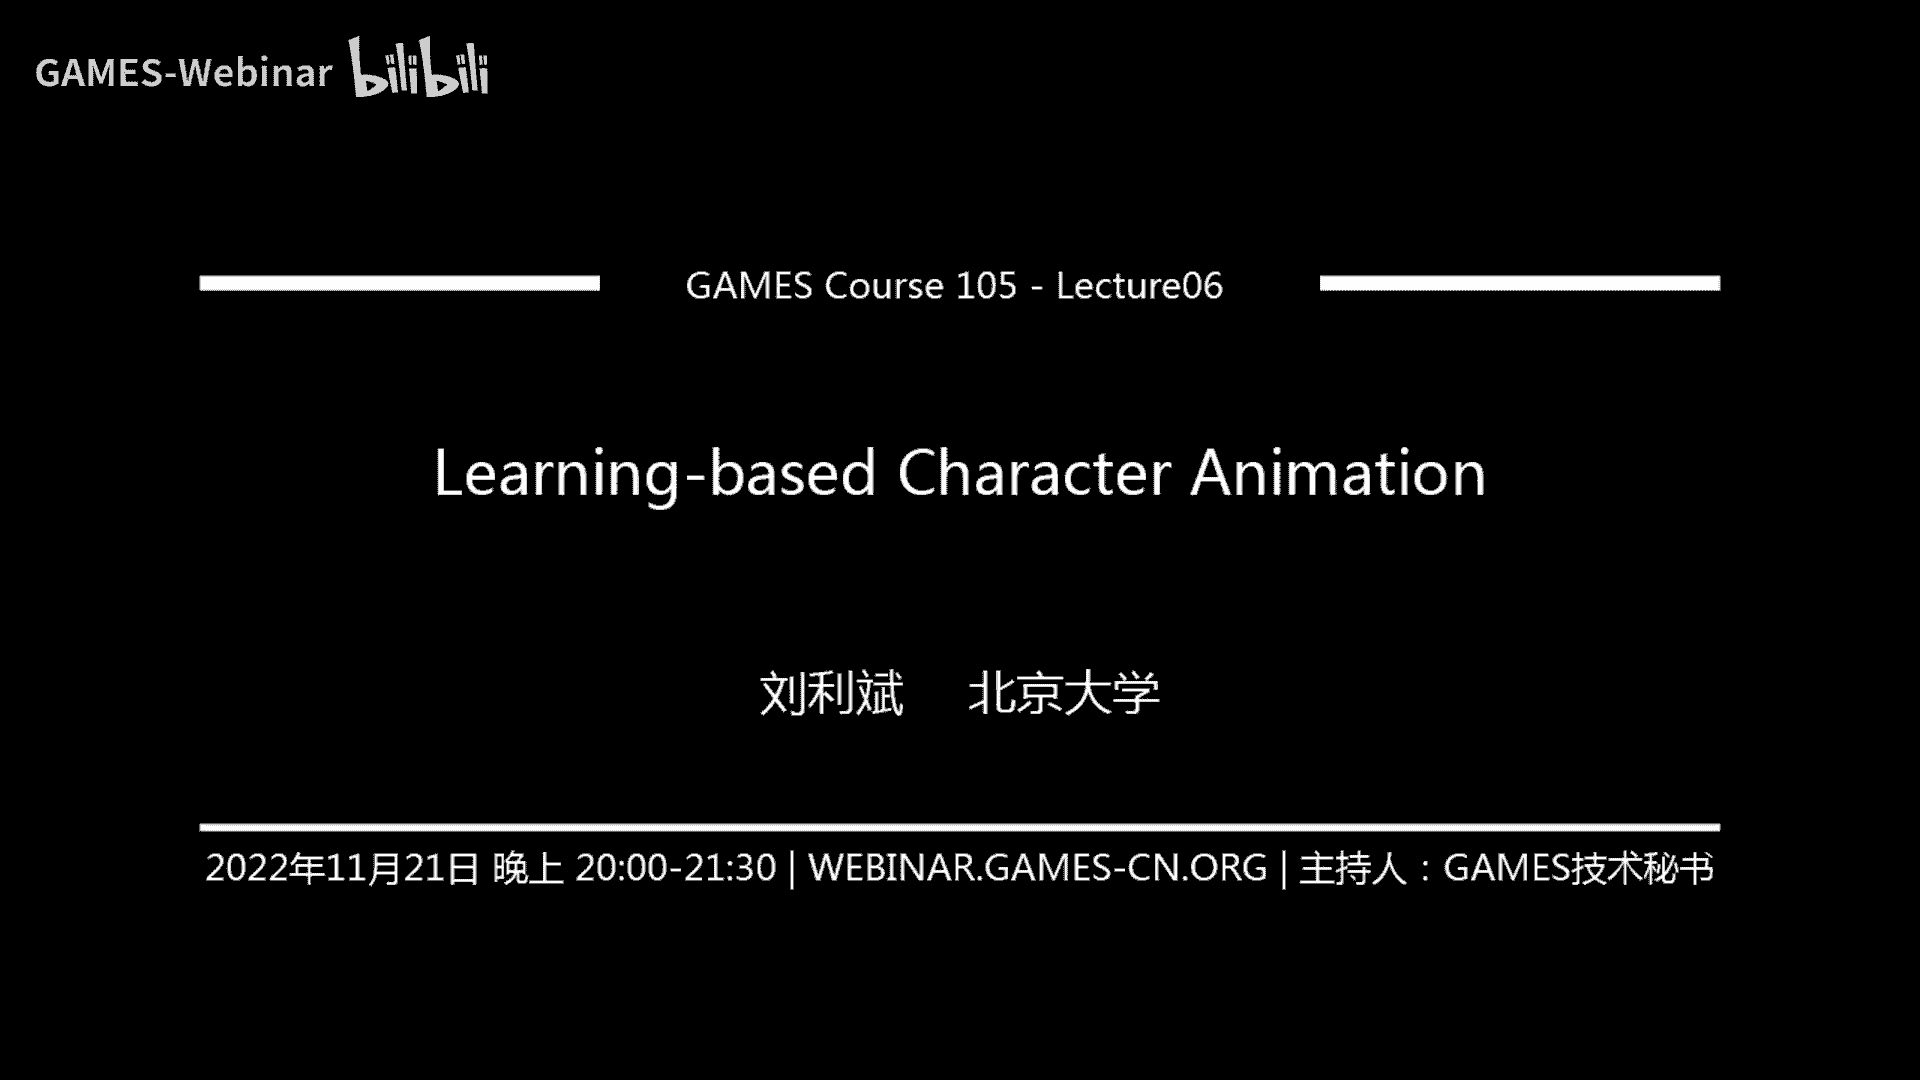 GAMES-Webinar bilibili
GAMES Course 105 - Lecture06
Learning-based Character Animation
刘利斌 北京大学
2022年11月21日 晚上 20:00-21:30 | WEBINAR.GAMES-CN.ORG | 主持人：GAMES技术秘书